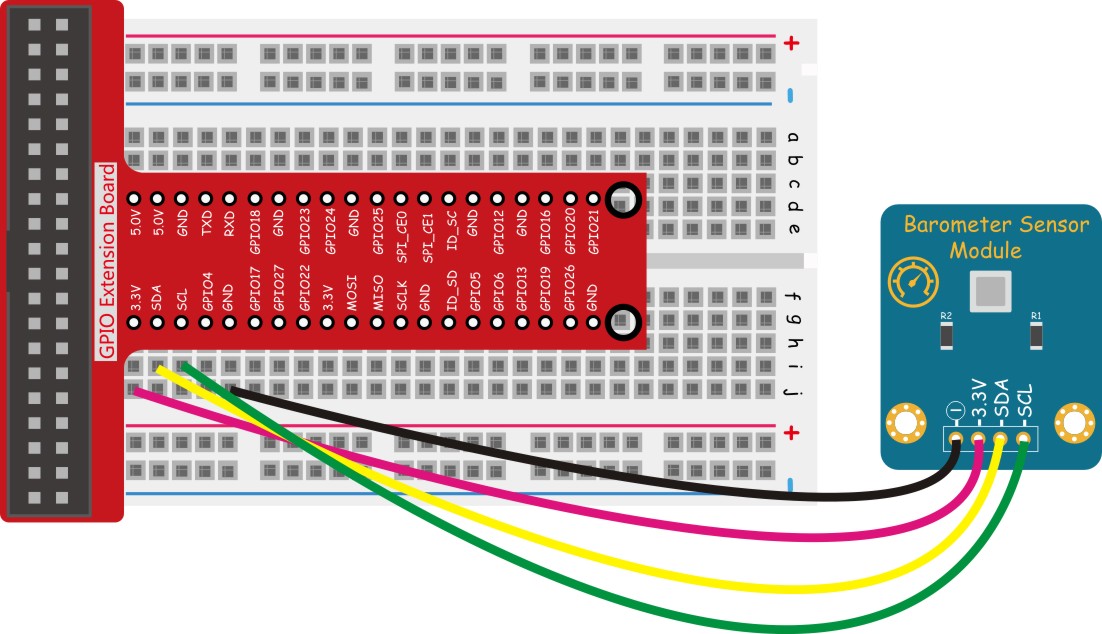 GPIO Extension Board
+
-
a
b
c
d
e
5.0V 5.0V GND TXD RXD GPIO18 GND GPIO23 GPIO24 GND GPIO25 SPI_CE0 SPI_CE1 ID_SC GND GPIO12 GND GPIO16 GPIO20 GPIO21
3.3V SDA SCL GPIO4 GND GPIO17 GPIO27 GPIO22 3.3V MOSI MISO SCLK GND ID_SD GPIO5 GPIO6 GPIO13 GPIO19 GPIO26 GND
f
g
h
i
j
+
-
Barometer Sensor
Module
R2 R1
3.3V SDA SCL